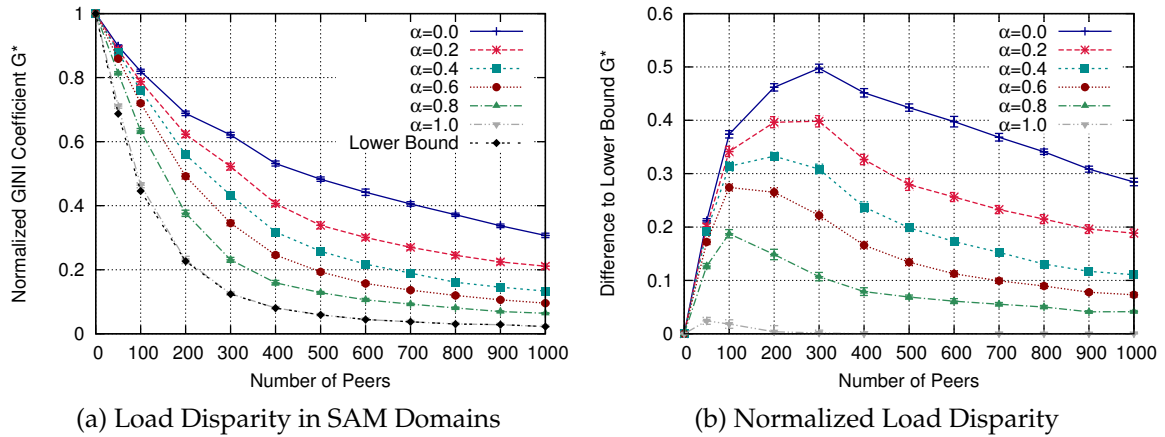 Normalized GINI Coefficient G*
1
0.8
0.6
0.4
0.2
0
0 100 200 300 400 500 600 700 800 900 1000
Number of Peers
α=0.0
α=0.2
α=0.4
α=0.6
α=0.8
α=1.0
Lower Bound
(a) Load Disparity in SAM Domains
Difference to Lower Bound G*
0.6
0.5
0.4
0.3
0.2
0.1
0
0 100 200 300 400 500 600 700 800 900 1000
Number of Peers
α=0.0
α=0.2
α=0.4
α=0.6
α=0.8
α=1.0
(b) Normalized Load Disparity